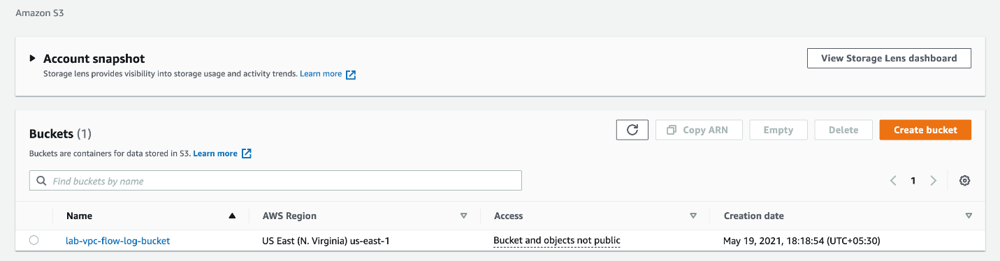 Amazon S3
Account snapshot
View Storage Lens dashboard
Storage lens provides visibility into storage usage and activity trends. Learn more
Buckets (1)
Copy ARN Empty Delete Create bucket
Buckets are containers for data stored in S3. Learn more
Find buckets by name
1
Name AWS Region Access Creation date
lab-vpc-flow-log-bucket US East (N. Virginia) us-east-1 Bucket and objects not public May 19, 2021, 18:18:54 (UTC+05:30)